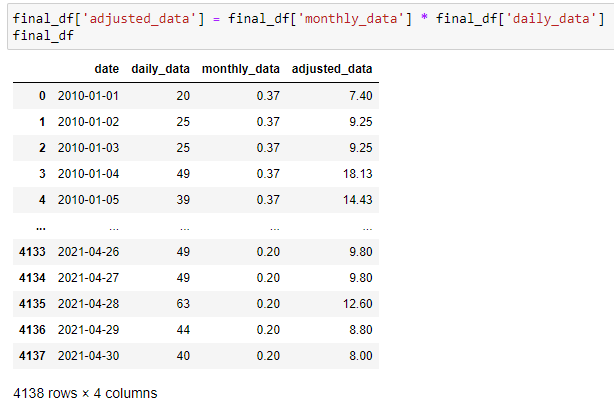 final_df['adjusted_data'] = final_df['monthly_data'] * final_df['daily_data']
final_df
date daily_data monthly_data adjusted_data
0 2010-01-01 20 0.37 7.40
1 2010-01-02 25 0.37 9.25
2 2010-01-03 25 0.37 9.25
3 2010-01-04 49 0.37 18.13
4 2010-01-05 39 0.37 14.43
... ... ... ... ...
4133 2021-04-26 49 0.20 9.80
4134 2021-04-27 49 0.20 9.80
4135 2021-04-28 63 0.20 12.60
4136 2021-04-29 44 0.20 8.80
4137 2021-04-30 40 0.20 8.00
4138 rows × 4 columns